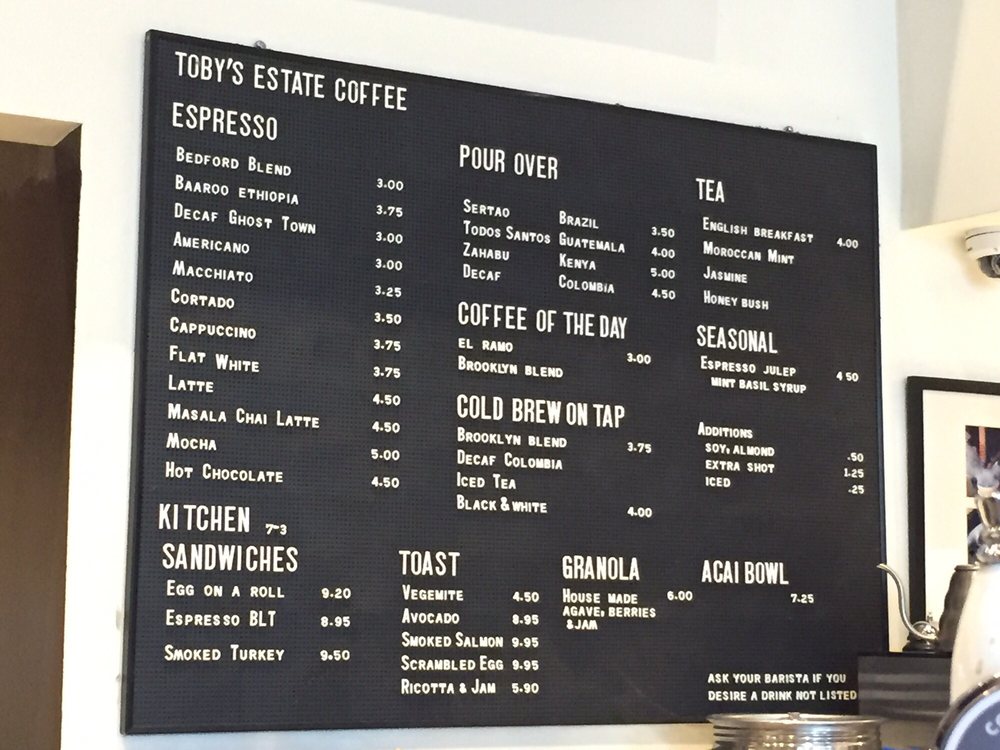 TOBY'S ESTATE COFFEE
ESPRESSO
BEDFORD BLEND 3.00
BAAROO ETHIOPIA 3.75
DECAF GHOST TOWN 3.00
AMERICANO 3.00
MACCHIATO 3.25
CORTADO 3.50
CAPPUCCINO 3.75
FLAT WHITE 3.75
LATTE 4.50
MASALA CHAI LATTE 4.50
MOCHA 5.00
HOT CHOCOLATE 4.50
POUR OVER
SERTAO BRAZIL 3.50
TODOS SANTOS GUATEMALA 4.00
ZAHABU KENYA 5.00
DECAF COLOMBIA 4.50
COFFEE OF THE DAY
EL RAMO 3.00
BROOKLYN BLEND
COLD BREW ON TAP
BROOKLYN BLEND 3.75
DECAF COLOMBIA
ICED TEA
BLACK & WHITE 4.00
TEA
ENGLISH BREAKFAST 4.00
MOROCCAN MINT
JASMINE
HONEY BUSH
SEASONAL
ESPRESSO JULEP 4 50
MINT BASIL SYRUP
ADDITIONS
SOY, ALMOND .50
EXTRA SHOT 1.25
ICED .25
KITCHEN 7-3
SANDWICHES
EGG ON A ROLL 9.20
ESPRESSO BLT 8.95
SMOKED TURKEY 9.50
TOAST
VEGEMITE 4.50
AVOCADO 8.95
SMOKED SALMON 9.95
SCRAMBLED EGG 9.95
RICOTTA & JAM 5.90
GRANOLA
HOUSE MADE 6.00
AGAVE, BERRIES
& JAM
ACAI BOWL
7.25
ASK YOUR BARISTA IF YOU
DESIRE A DRINK NOT LISTED